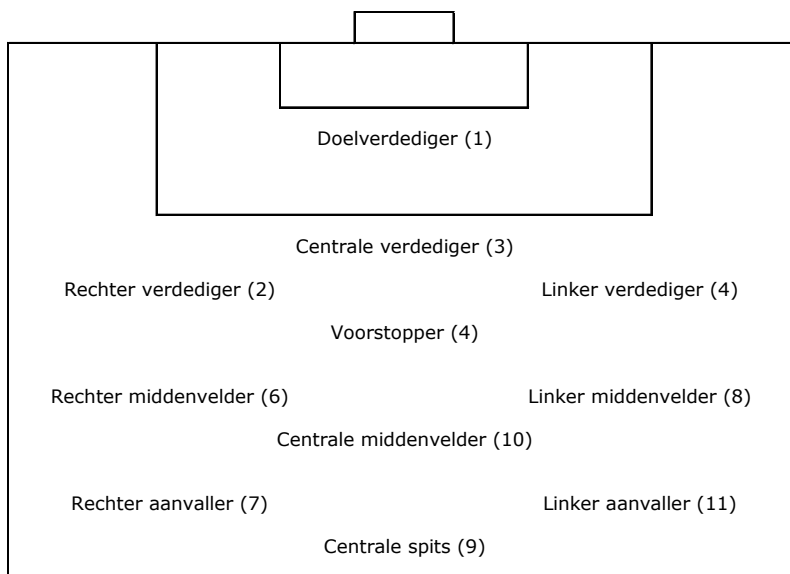 Doelverdediger (1)
Centrale verdediger (3)
Rechter verdediger (2)
Linker verdediger (4)
Voorstopper (4)
Rechter middenvelder (6)
Linker middenvelder (8)
Centrale middenvelder (10)
Rechter aanvaller (7)
Linker aanvaller (11)
Centrale spits (9)